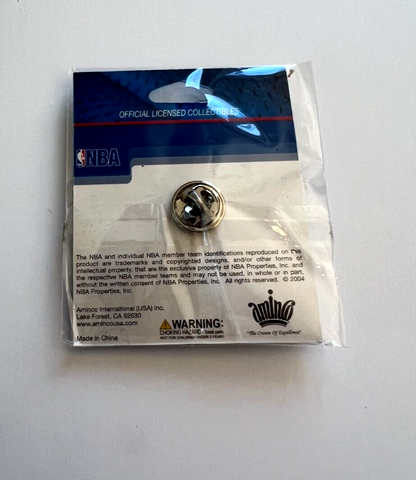 OFFICIAL LICENSED COLLECTIBLES
NBA
The NBA and individual NBA member team identifications reproduced on this
product are trademarks and copyrighted designs, and/or other forms of
intellectual property, that are the exclusive property of NBA Properties, Inc. and
the respective NBA member teams and may not be used, in whole or in part,
without the written consent of NBA Properties, Inc. All rights reserved. © 2004
NBA Properties, Inc.
Aminco International (USA) Inc.
Lake Forest, CA 92630
www.amincousa.com
Made in China
WARNING:
CHOKING HAZARD - Small parts.
NOT FOR CHILDREN UNDER 3 YEARS
aminco
"The Crown Of Excellence"